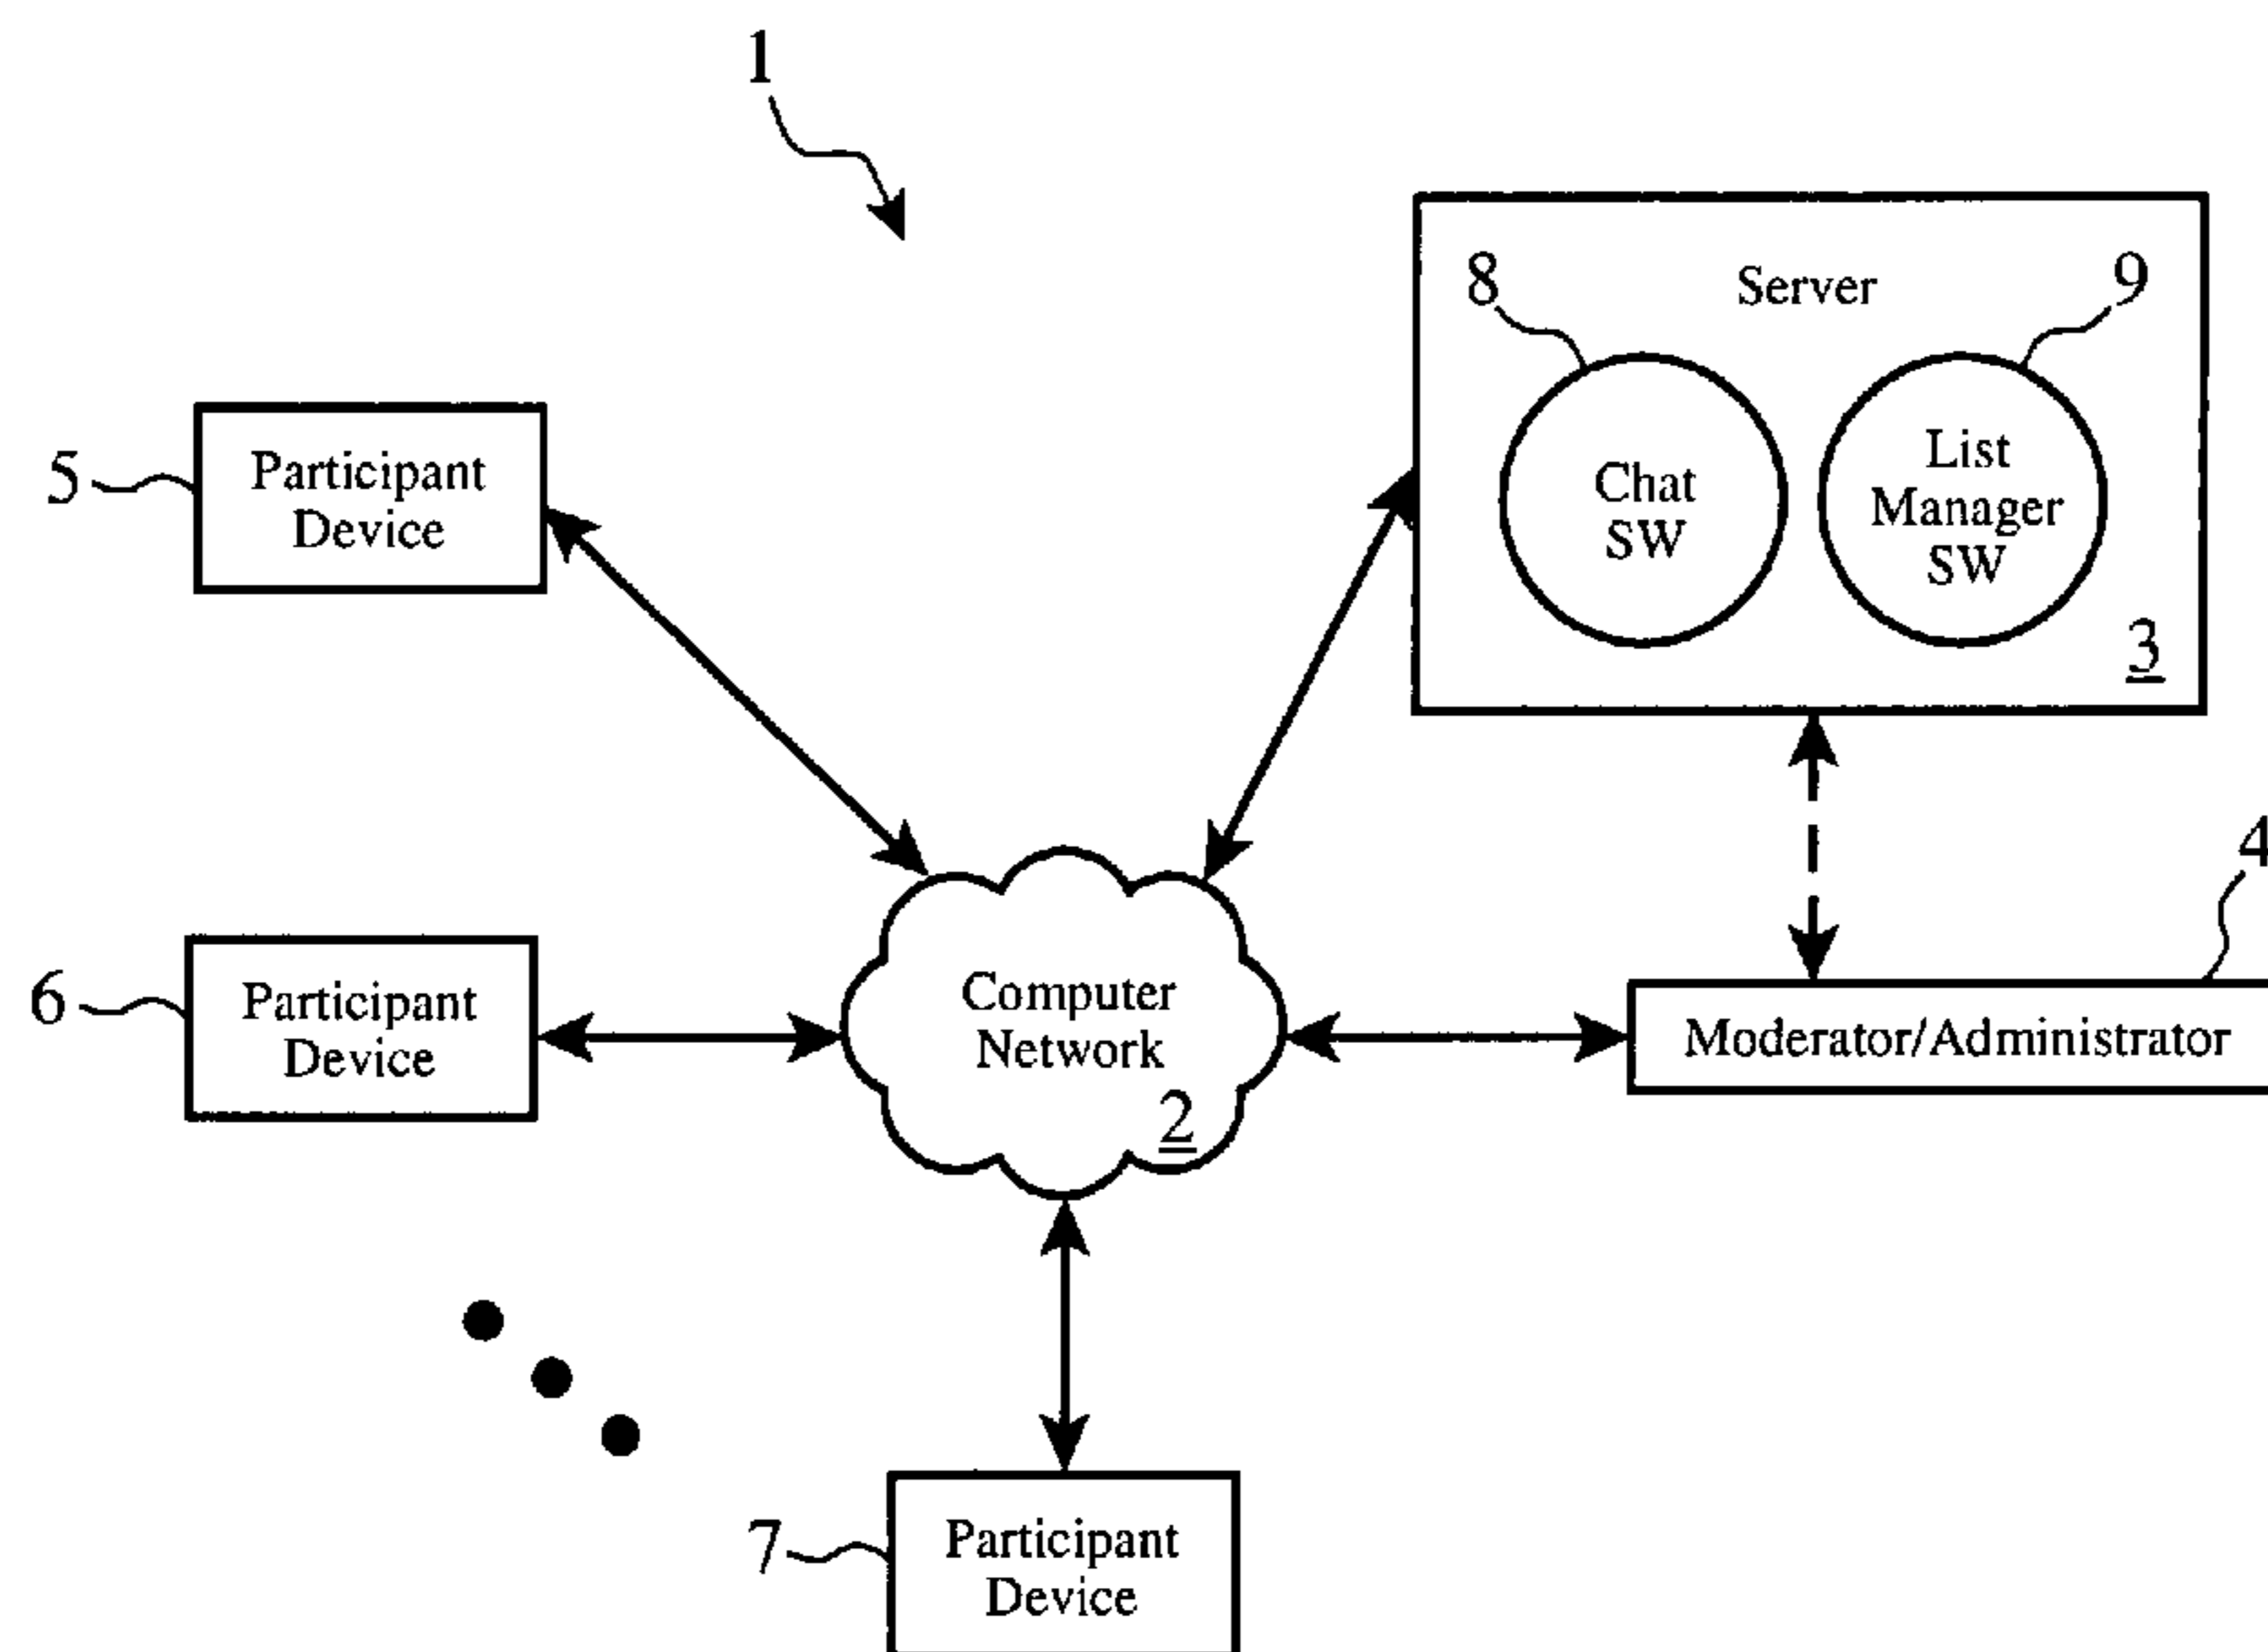 1
8
Server
9
Chat
SW
List
Manager
SW
3
5
Participant
Device
4
6
Participant
Device
Computer
Network
2
Moderator/Administrator
7
Participant
Device